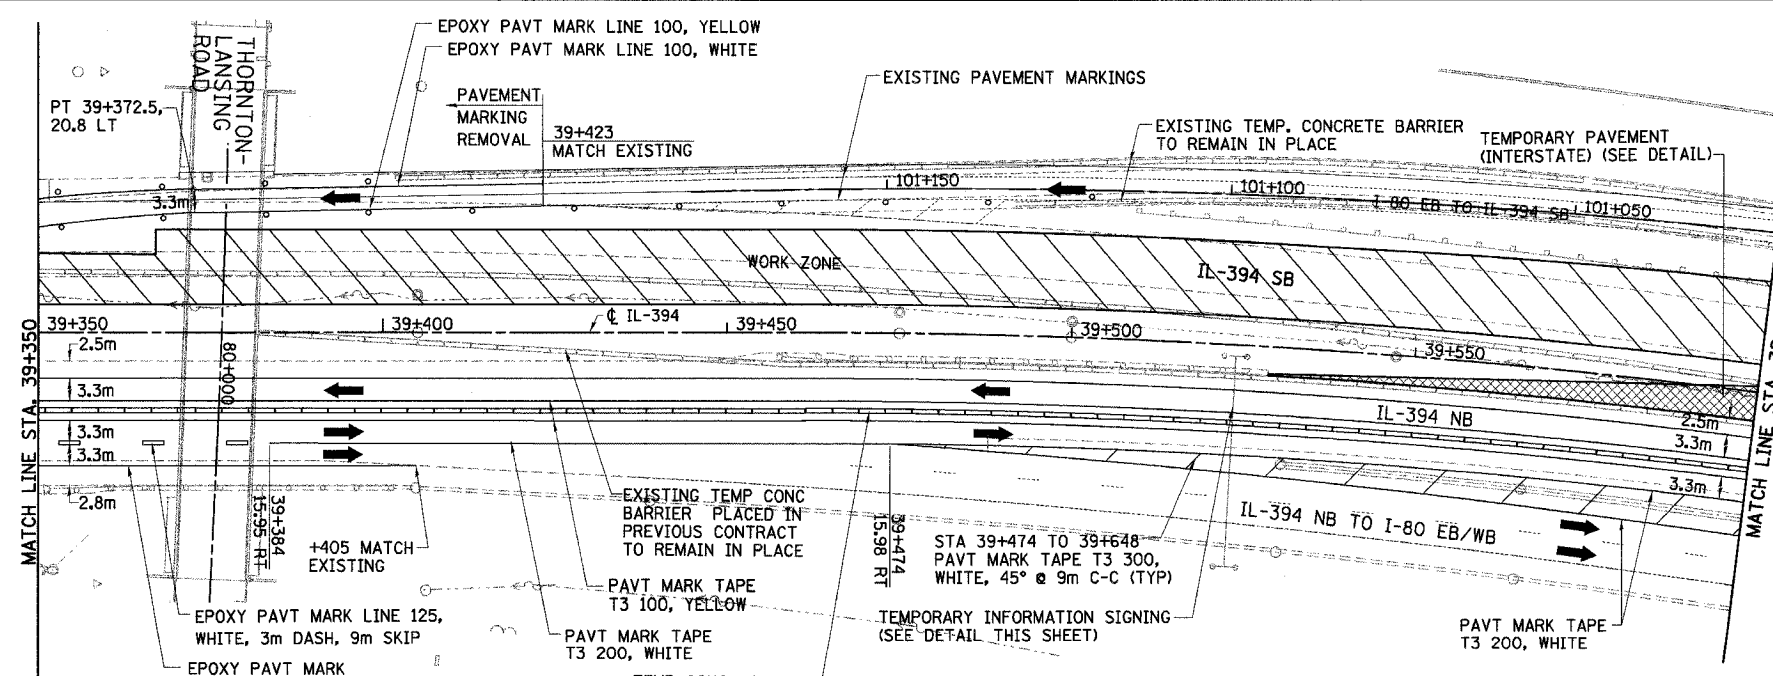 EPOXY PAVT MARK LINE 100, YELLOW
EPOXY PAVT MARK LINE 100, WHITE
THORNTON-
LANSING
ROAD
PT 39+372.5,
20.8 LT
PAVEMENT
MARKING
REMOVAL
39+423
MATCH EXISTING
EXISTING PAVEMENT MARKINGS
EXISTING TEMP. CONCRETE BARRIER
TO REMAIN IN PLACE
TEMPORARY PAVEMENT
(INTERSTATE) (SEE DETAIL)
3.3m
101+150
101+100
I-80 EB TO IL-394 SB
101+050
WORK ZONE
IL-394 SB
39+350
39+400
℄ IL-394
39+450
39+500
39+550
MATCH LINE STA. 39+350
2.5m
3.3m
3.3m
3.3m
2.8m
80+000
IL-394 NB
2.5m
3.3m
3.3m
MATCH LINE STA
39+384
15.95 RT
+405 MATCH
EXISTING
EXISTING TEMP CONC
BARRIER PLACED IN
PREVIOUS CONTRACT
TO REMAIN IN PLACE
39+474
15.98 RT
STA 39+474 TO 39+648
PAVT MARK TAPE T3 300,
WHITE, 45° @ 9m C-C (TYP)
IL-394 NB TO I-80 EB/WB
EPOXY PAVT MARK LINE 125,
WHITE, 3m DASH, 9m SKIP
PAVT MARK TAPE
T3 100, YELLOW
PAVT MARK TAPE
T3 200, WHITE
TEMPORARY INFORMATION SIGNING
(SEE DETAIL THIS SHEET)
PAVT MARK TAPE
T3 200, WHITE
EPOXY PAVT MARK